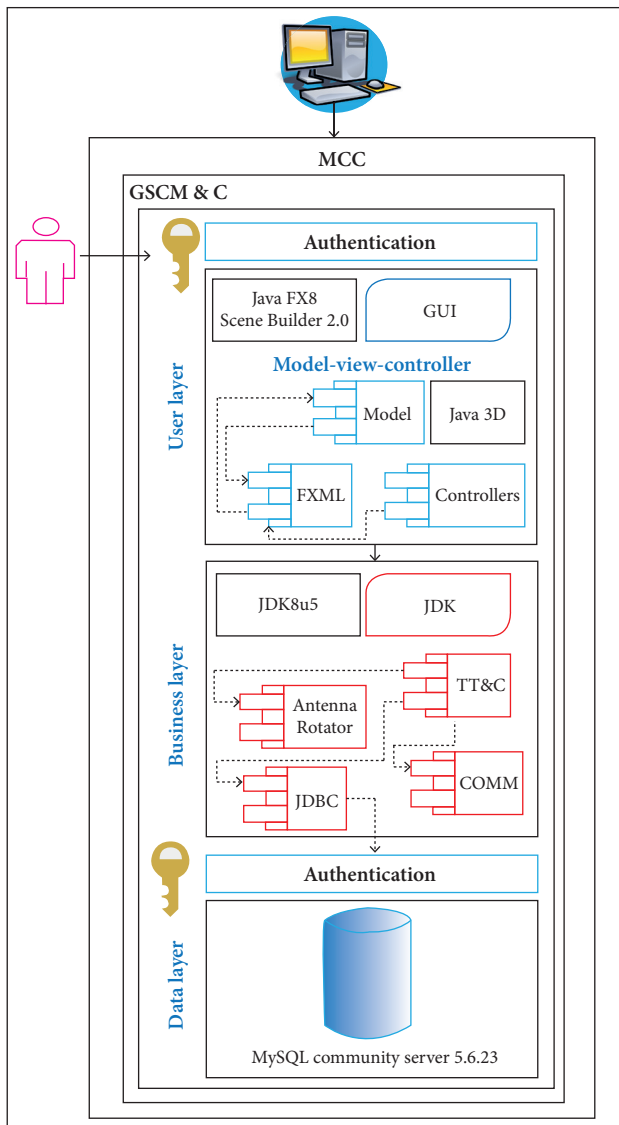 MCC
GSCM & C
Authentication
User layer
Java FX8
Scene Builder 2.0
GUI
Model-view-controller
Model
Java 3D
FXML
Controllers
Business layer
JDK8u5
JDK
TT&C
Antenna
Rotator
COMM
JDBC
Authentication
Data layer
MySQL community server 5.6.23